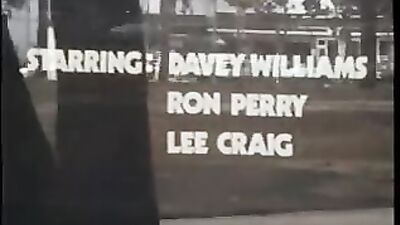 STARRING: DAVEY WILLIAMS
RON PERRY
LEE CRAIG